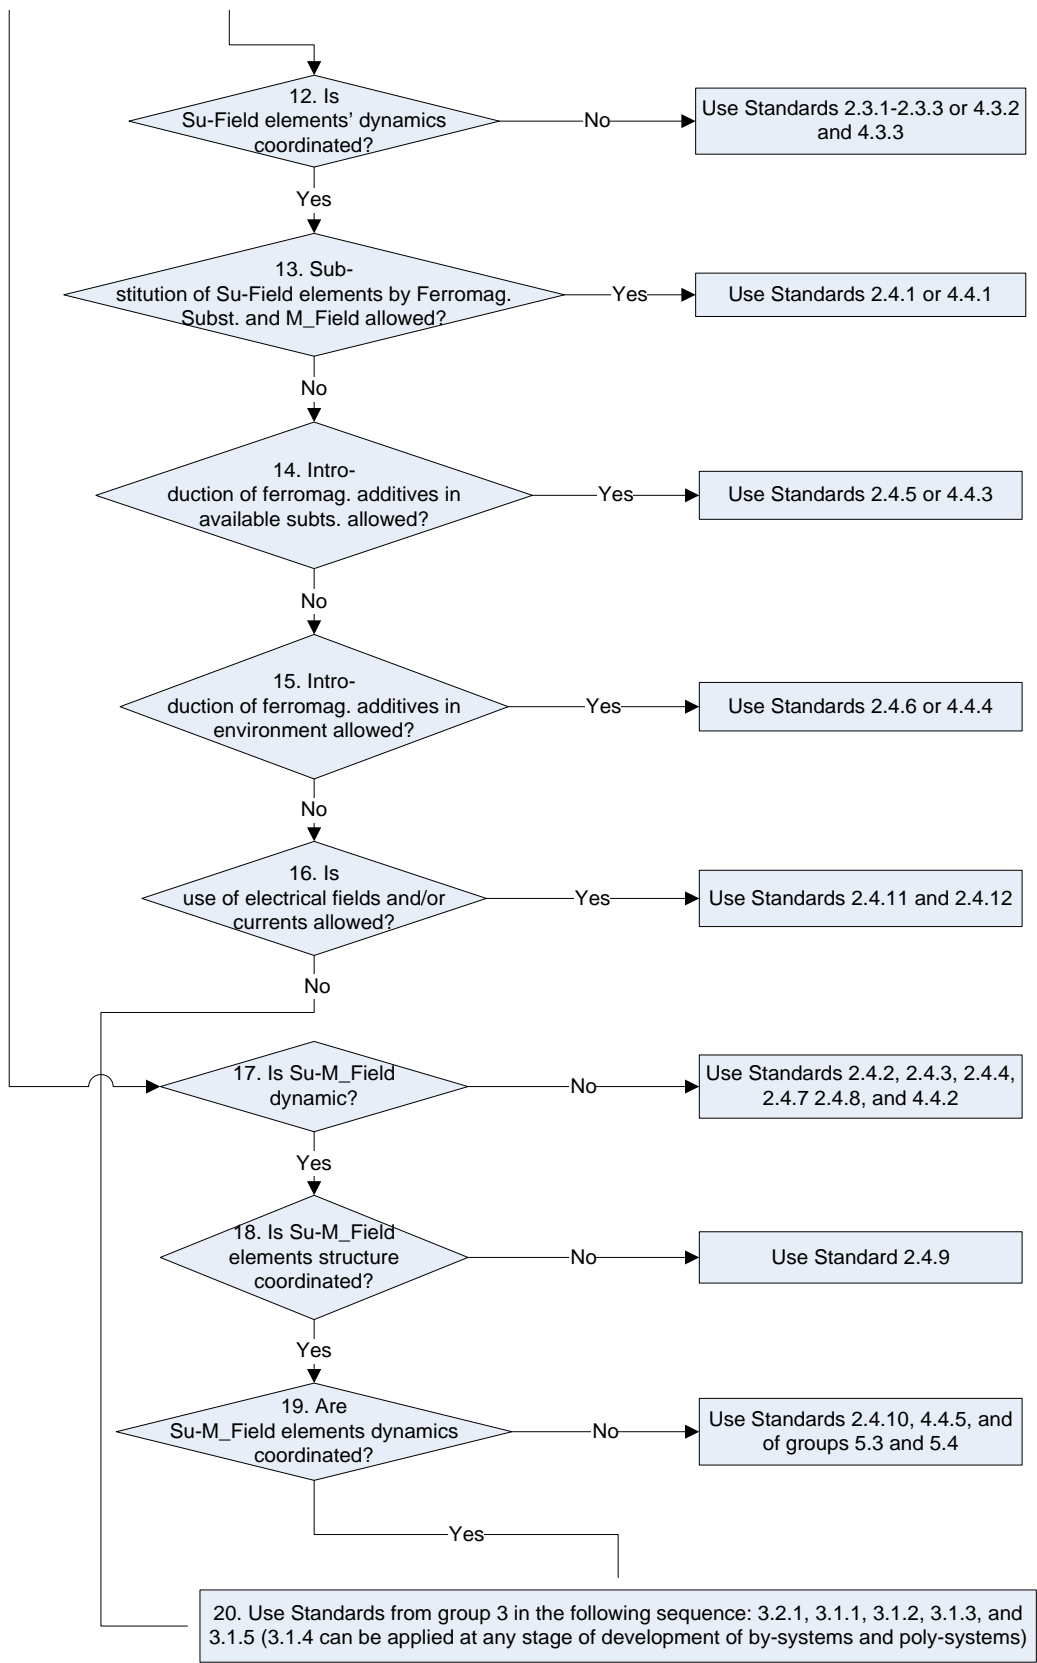 12. Is
Su-Field elements’ dynamics
coordinated?
No
Use Standards 2.3.1-2.3.3 or 4.3.2
and 4.3.3
Yes
13. Sub-
stitution of Su-Field elements by Ferromag.
Subst. and M_Field allowed?
Yes
Use Standards 2.4.1 or 4.4.1
No
14. Intro-
duction of ferromag. additives in
available subts. allowed?
Yes
Use Standards 2.4.5 or 4.4.3
No
15. Intro-
duction of ferromag. additives in
environment allowed?
Yes
Use Standards 2.4.6 or 4.4.4
No
16. Is
use of electrical fields and/or
currents allowed?
Yes
Use Standards 2.4.11 and 2.4.12
No
17. Is Su-M_Field
dynamic?
No
Use Standards 2.4.2, 2.4.3, 2.4.4,
2.4.7 2.4.8, and 4.4.2
Yes
18. Is Su-M_Field
elements structure
coordinated?
No
Use Standard 2.4.9
Yes
19. Are
Su-M_Field elements dynamics
coordinated?
No
Use Standards 2.4.10, 4.4.5, and
of groups 5.3 and 5.4
Yes
20. Use Standards from group 3 in the following sequence: 3.2.1, 3.1.1, 3.1.2, 3.1.3, and
3.1.5 (3.1.4 can be applied at any stage of development of by-systems and poly-systems)